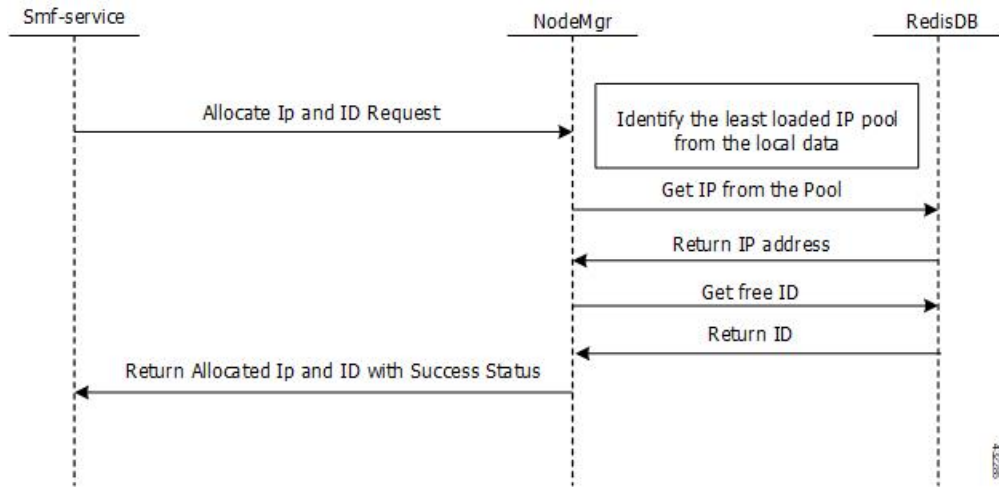 Smf-service
NodeMgr
RedisDB
Allocate Ip and ID Request
Identify the least loaded IP pool
from the local data
Get IP from the Pool
Return IP address
Get free ID
Return ID
Return Allocated Ip and ID with Success Status